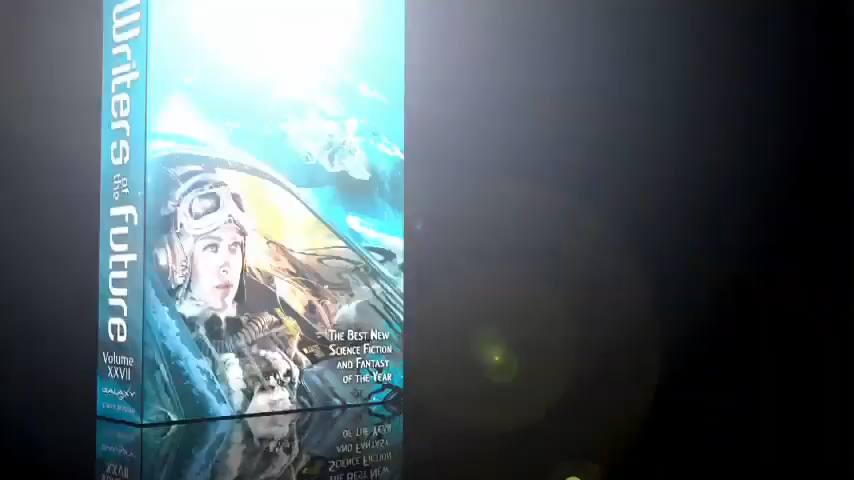 Writers of the Future
Volume
XXVII
GALAXY
The Best New
Science Fiction
and Fantasy
of the Year